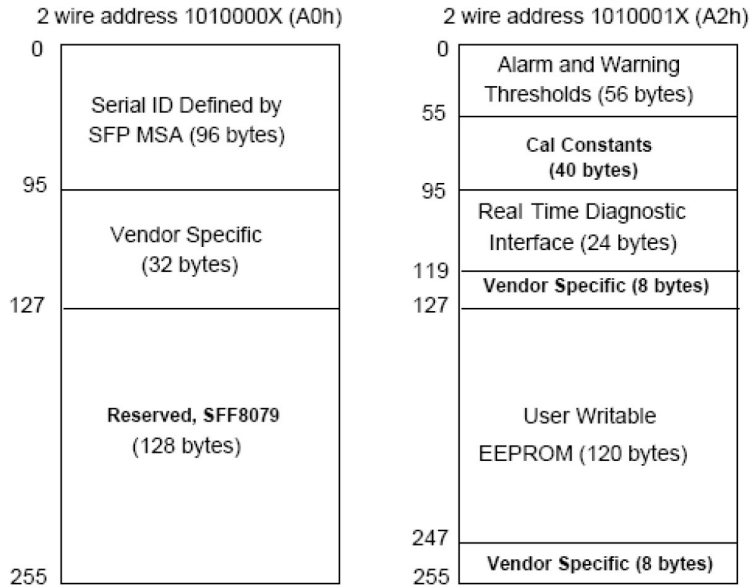 2 wire address 1010000X (A0h)
0
Serial ID Defined by
SFP MSA (96 bytes)
95
Vendor Specific
(32 bytes)
127
Reserved, SFF8079
(128 bytes)
255
2 wire address 1010001X (A2h)
0
Alarm and Warning
Thresholds (56 bytes)
55
Cal Constants
(40 bytes)
95
Real Time Diagnostic
Interface (24 bytes)
119
Vendor Specific (8 bytes)
127
User Writable
EEPROM (120 bytes)
247
Vendor Specific (8 bytes)
255